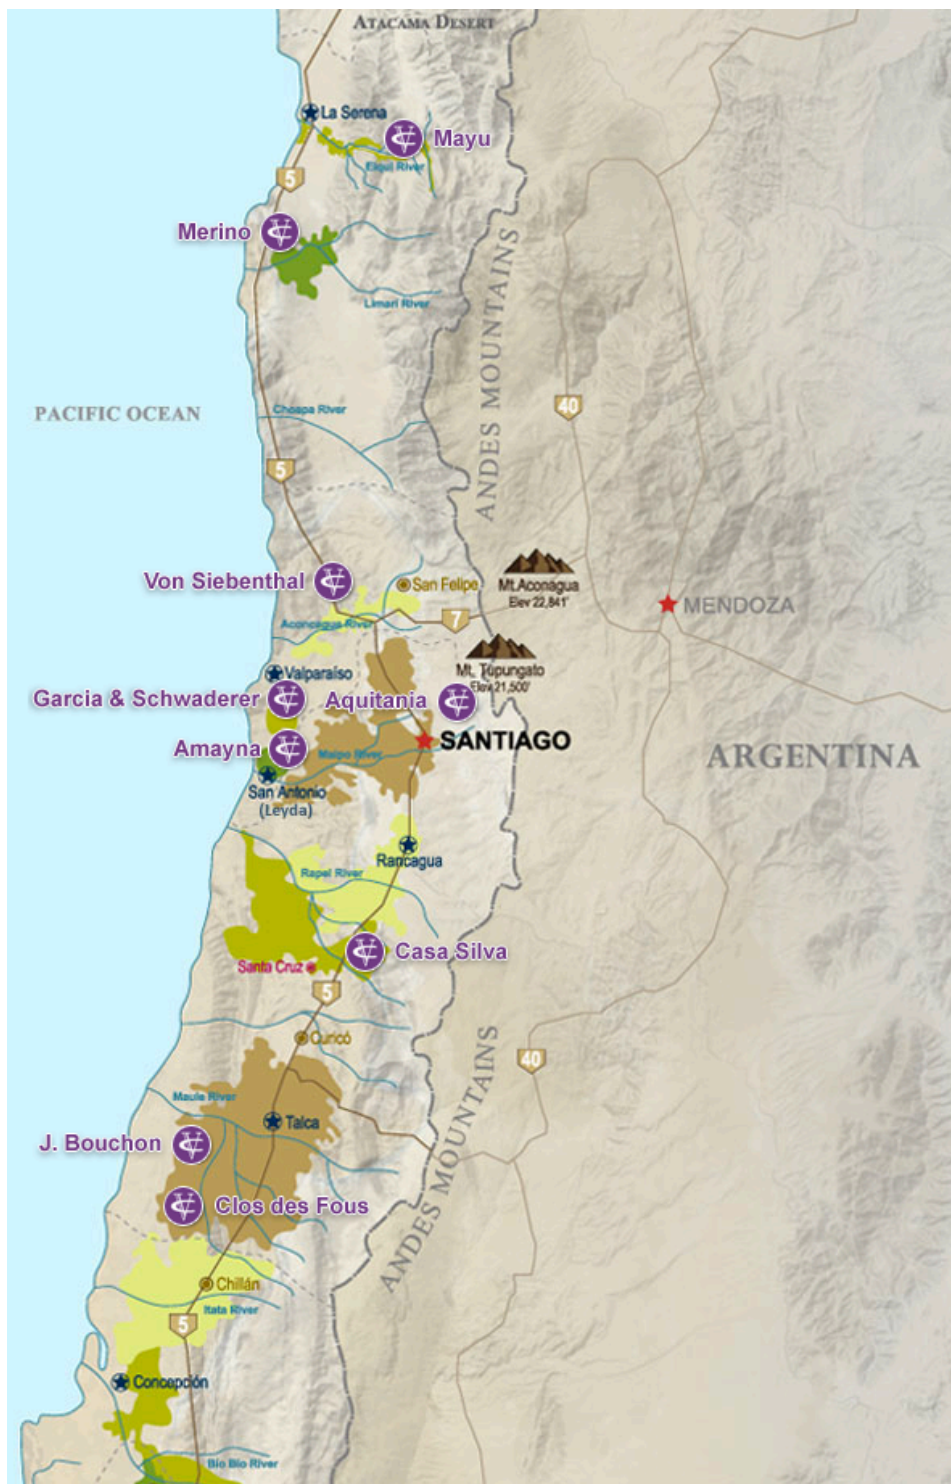 ATACAMA DESERT
La Serena
Mayu
Elqui River
5
Merino
Limari River
ANDES MOUNTAINS
PACIFIC OCEAN
Choapa River
40
5
Von Siebenthal
San Felipe
Mt.Aconagua
Elev 22,841'
MENDOZA
Aconcagua River
7
Mt. Tupungato
Elev 21,500'
Valparaíso
Garcia & Schwaderer
Aquitania
SANTIAGO
Amayna
Maipo River
ARGENTINA
San Antonio
(Leyda)
Rancagua
Rapel River
Casa Silva
Santa Cruz
5
Curicó
40
ANDES MOUNTAINS
Maule River
Talca
J. Bouchon
Clos des Fous
Chillán
Itata River
5
Concepción
Bío Bío River